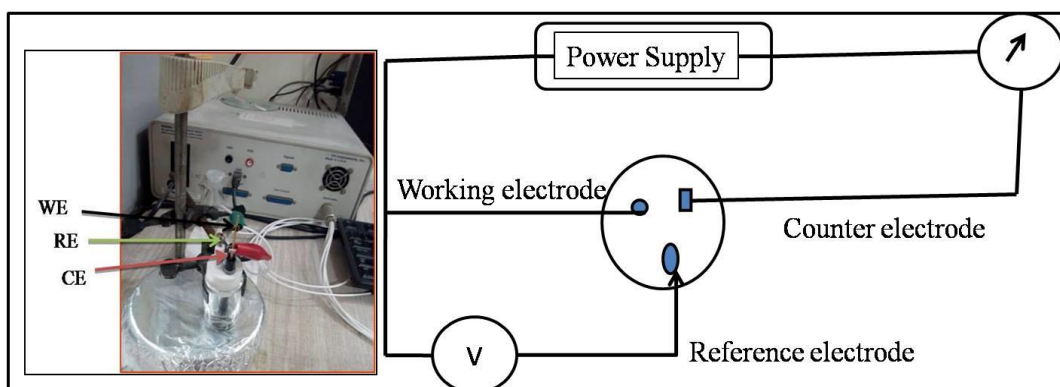 WE
RE
CE
Power Supply
Working electrode
Counter electrode
V
Reference electrode